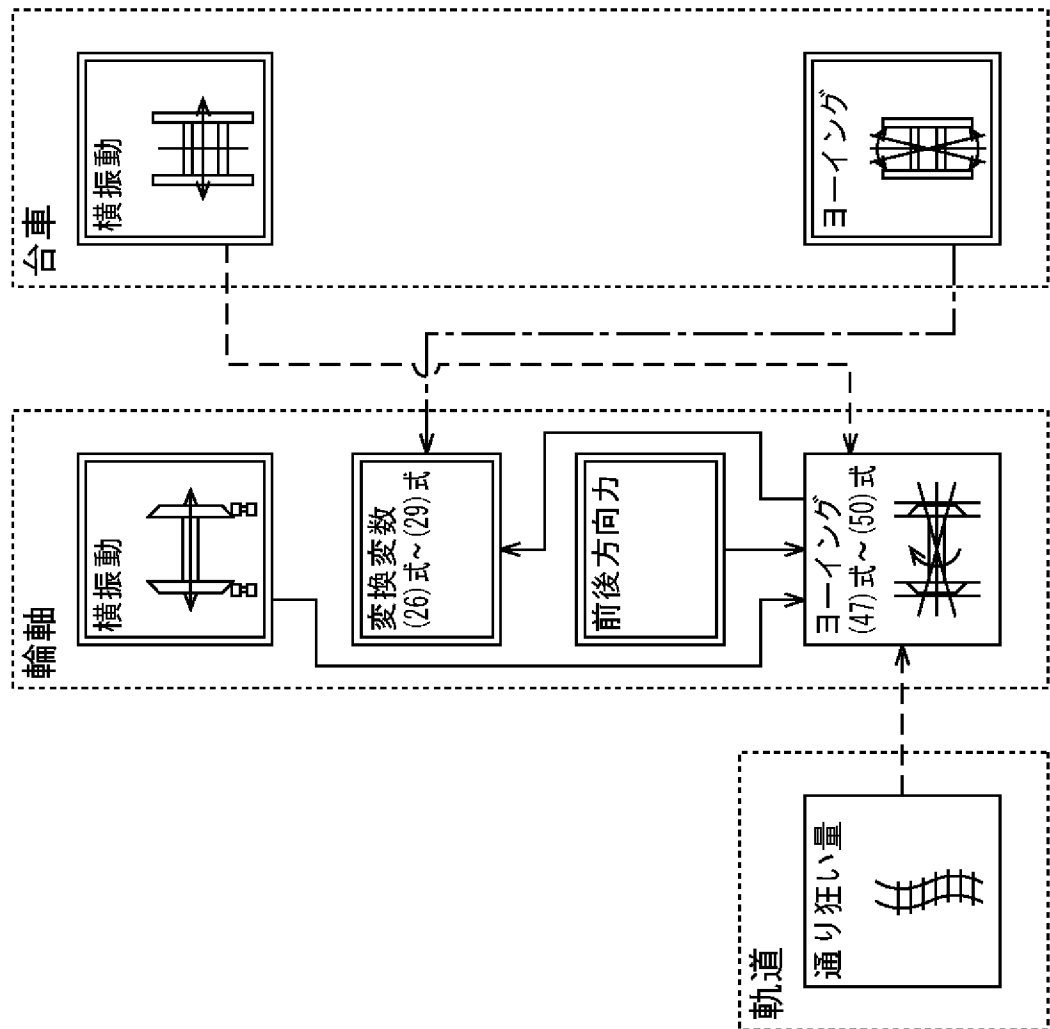 台車
横振動
ヨーイング
輪軸
横振動
変換変数
(26)式~(29)式
前後方向力
ヨーイング
(47)式~(50)式
軌道
通り狂い量